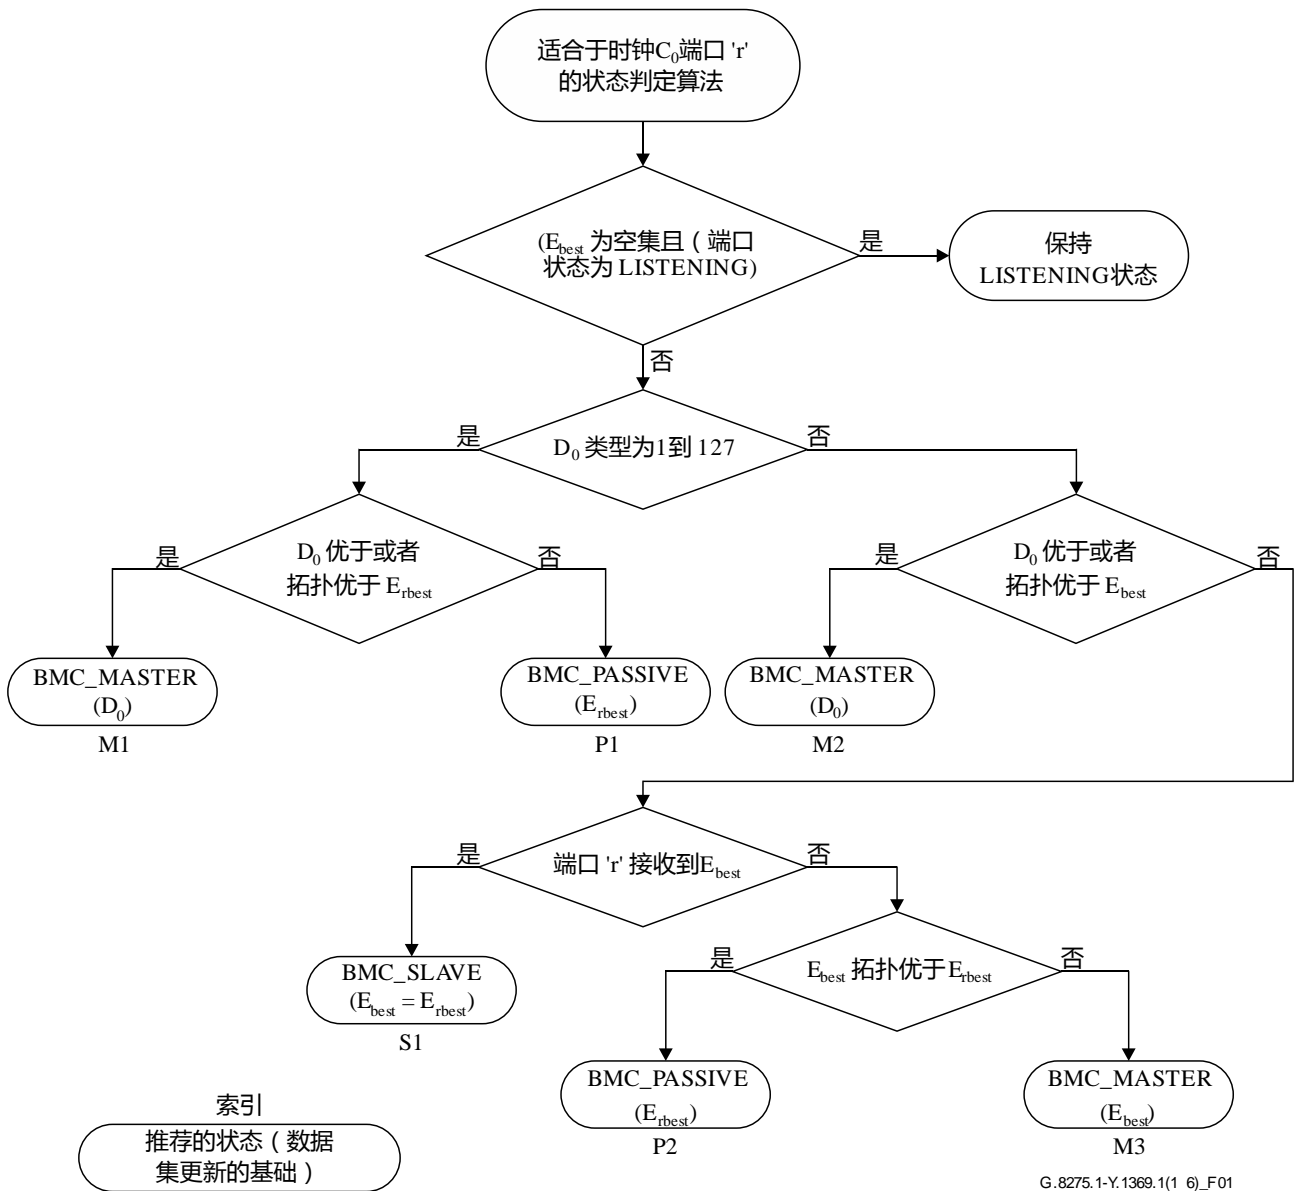 适合于时钟C0端口 'r'
的状态判定算法
(Ebest 为空集且（端口
状态为 LISTENING)
是
保持
LISTENING状态
否
是
D0 类型为1到 127
否
是
D0 优于或者
拓扑优于 Erbest
否
是
D0 优于或者
拓扑优于 Ebest
否
BMC_MASTER
(D0)
M1
BMC_PASSIVE
(Erbest)
P1
BMC_MASTER
(D0)
M2
是
端口 'r' 接收到Ebest
否
BMC_SLAVE
(Ebest = Erbest)
S1
是
Ebest 拓扑优于 Erbest
否
BMC_PASSIVE
(Erbest)
P2
BMC_MASTER
(Ebest)
M3
索引
推荐的状态（数据
集更新的基础）
G.8275.1-Y.1369.1(1 6)_F01